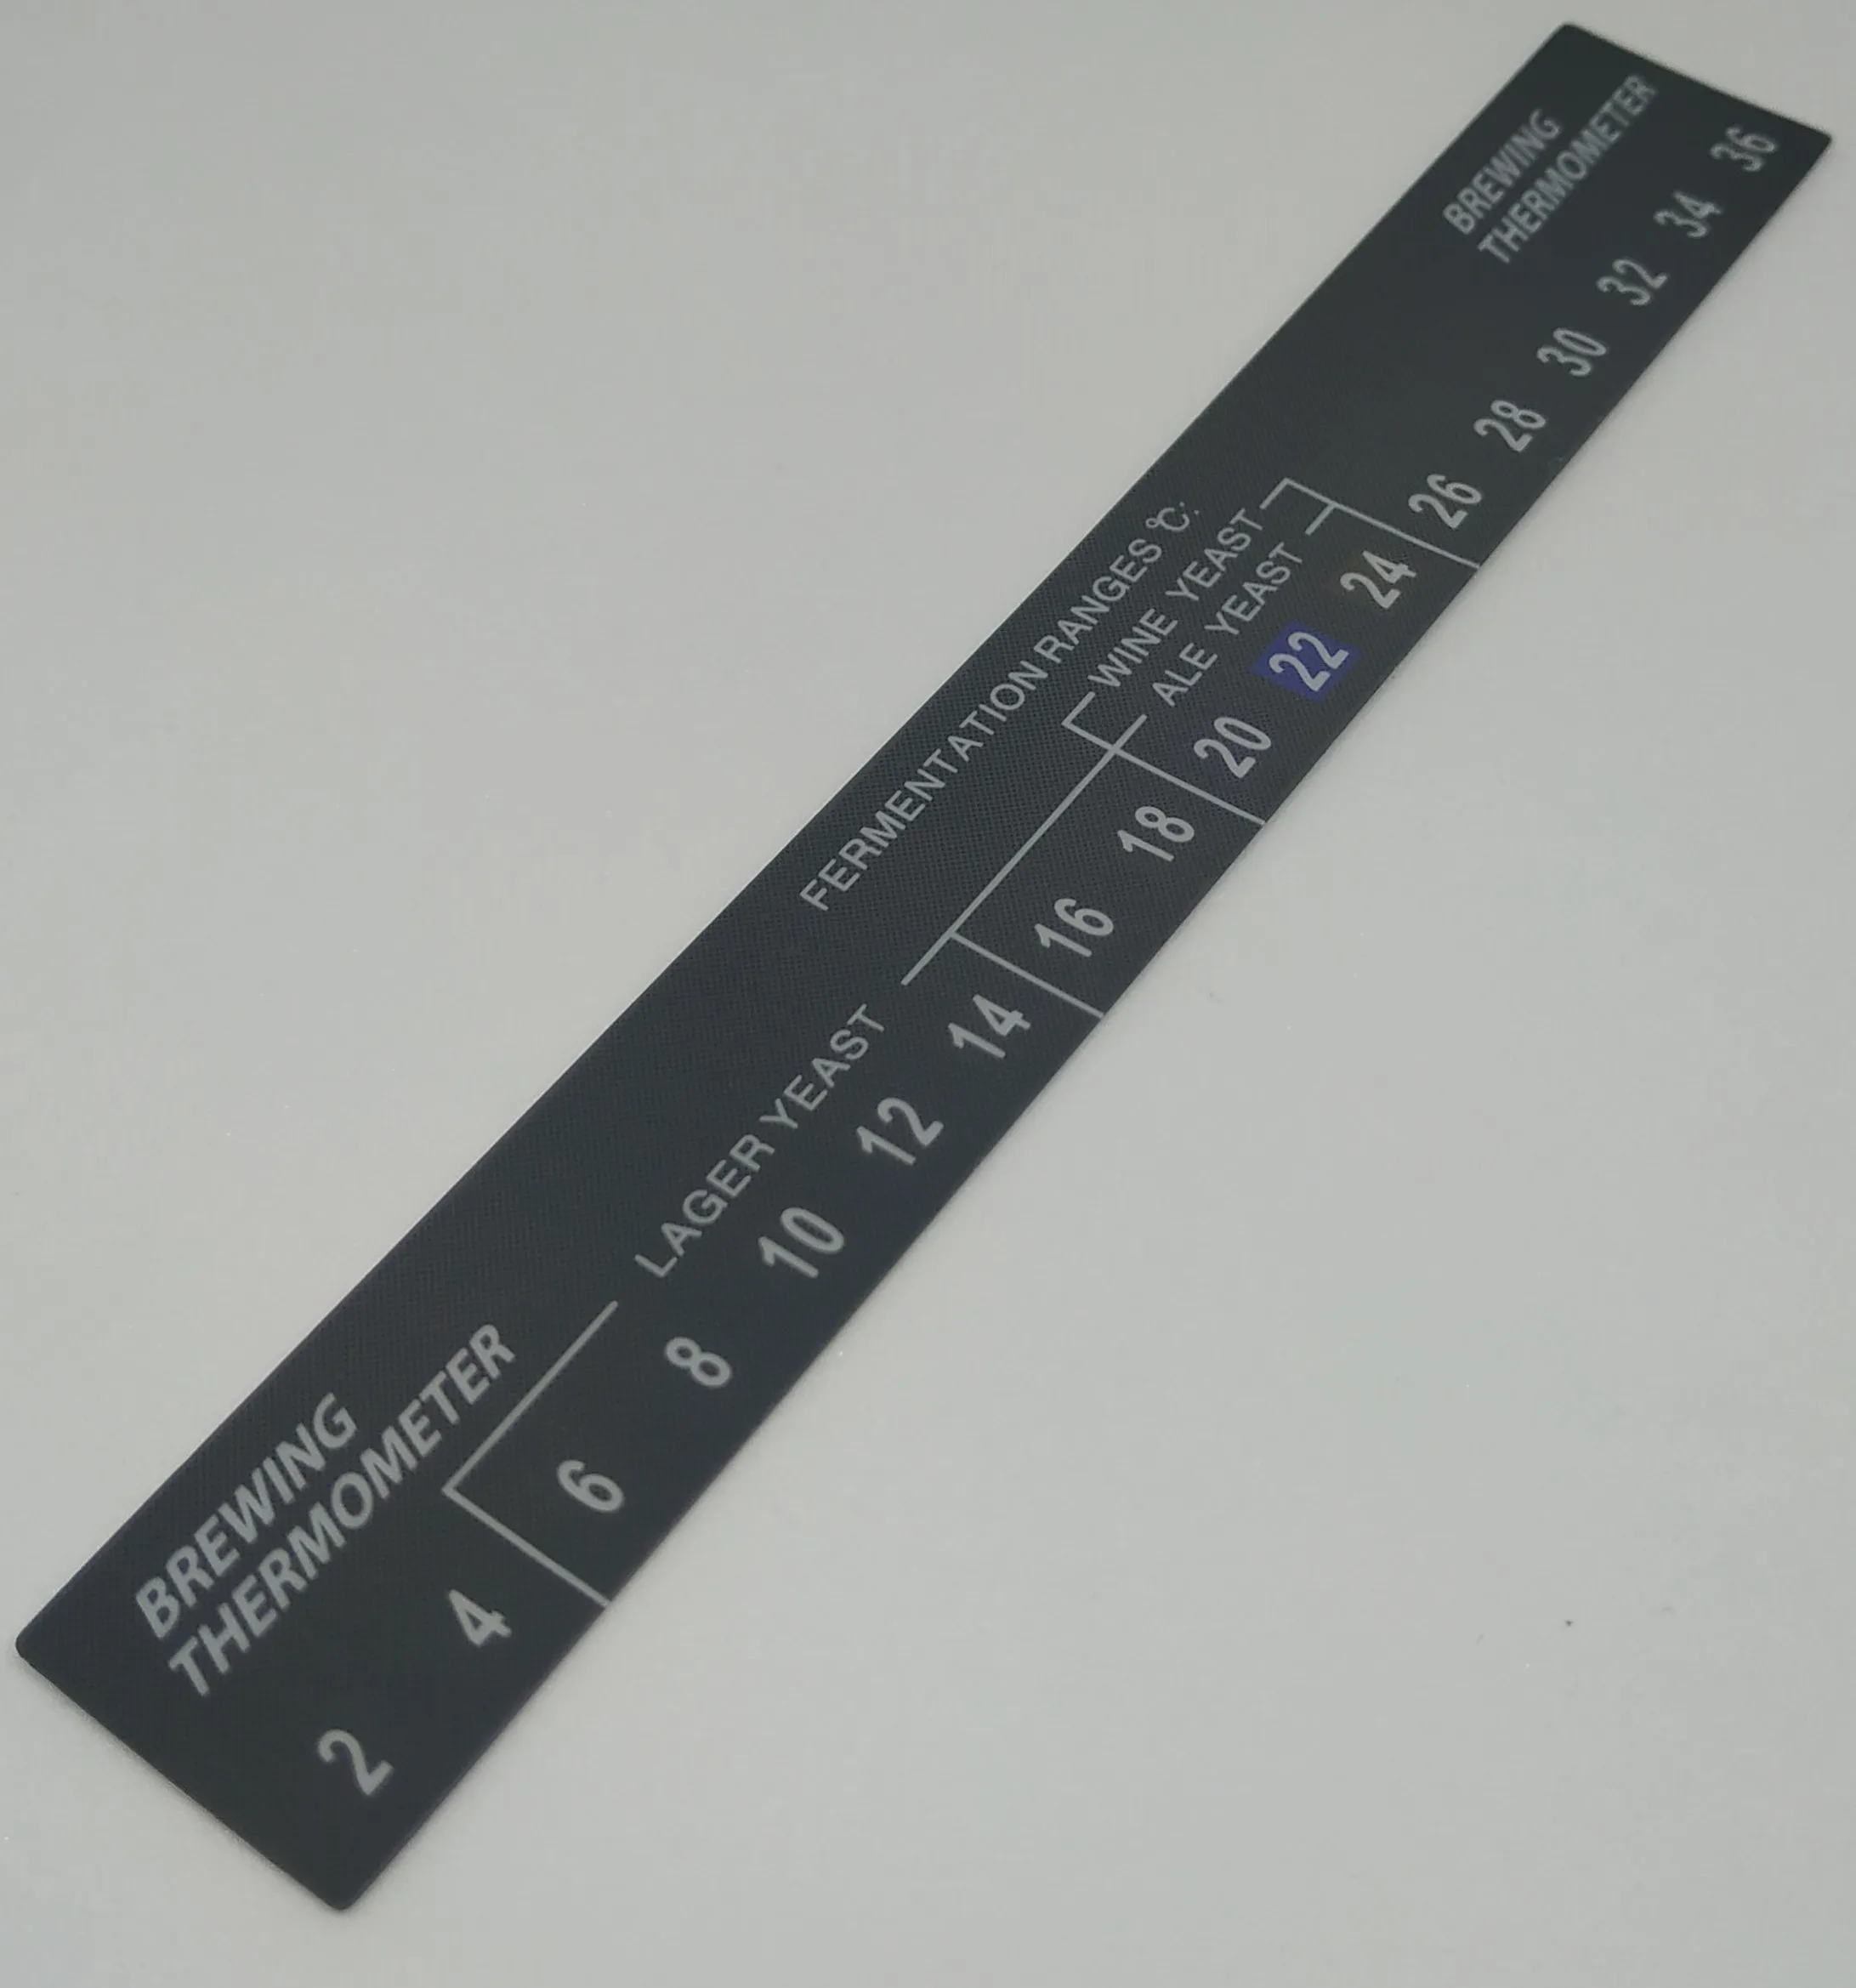 BREWING
THERMOMETER
LAGER YEAST
FERMENTATION RANGES °C:
WINE YEAST
ALE YEAST
BREWING
THERMOMETER
2 4 6 8 10 12 14 16 18 20 22 24 26 28 30 32 34 36